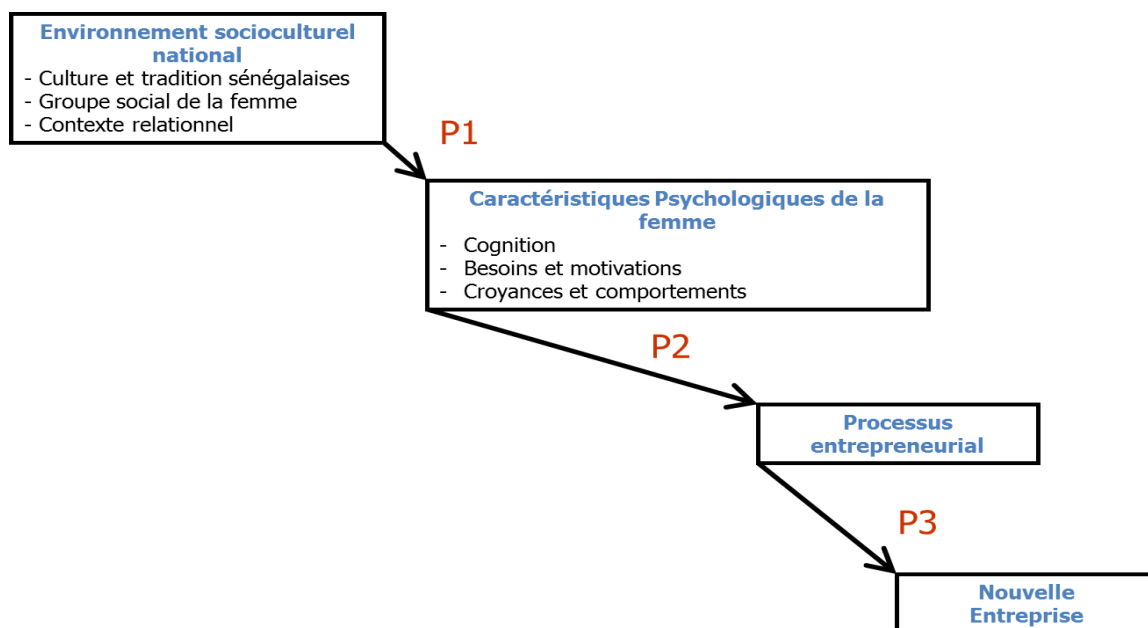 Environnement socioculturel
national
- Culture et tradition sénégalaises
- Groupe social de la femme
- Contexte relationnel
P1
Caractéristiques Psychologiques de la
femme
- Cognition
- Besoins et motivations
- Croyances et comportements
P2
Processus
entrepreneurial
P3
Nouvelle
Entreprise